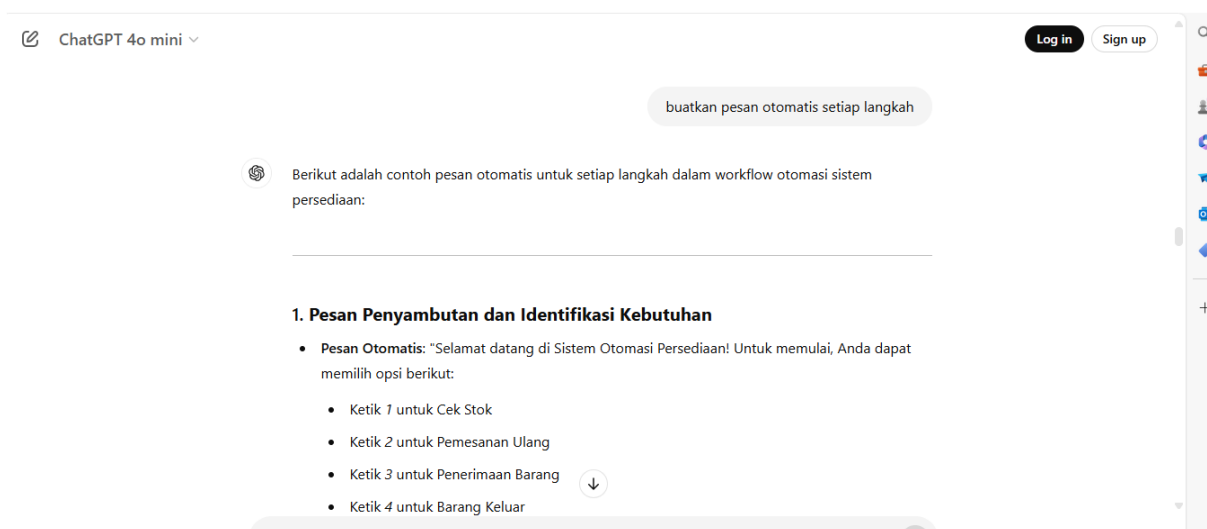 ChatGPT 4o mini
Log in
Sign up
buatkan pesan otomatis setiap langkah
Berikut adalah contoh pesan otomatis untuk setiap langkah dalam workflow otomasi sistem
persediaan:
1. Pesan Penyambutan dan Identifikasi Kebutuhan
• Pesan Otomatis: "Selamat datang di Sistem Otomasi Persediaan! Untuk memulai, Anda dapat
memilih opsi berikut:
• Ketik 1 untuk Cek Stok
• Ketik 2 untuk Pemesanan Ulang
• Ketik 3 untuk Penerimaan Barang
• Ketik 4 untuk Barang Keluar